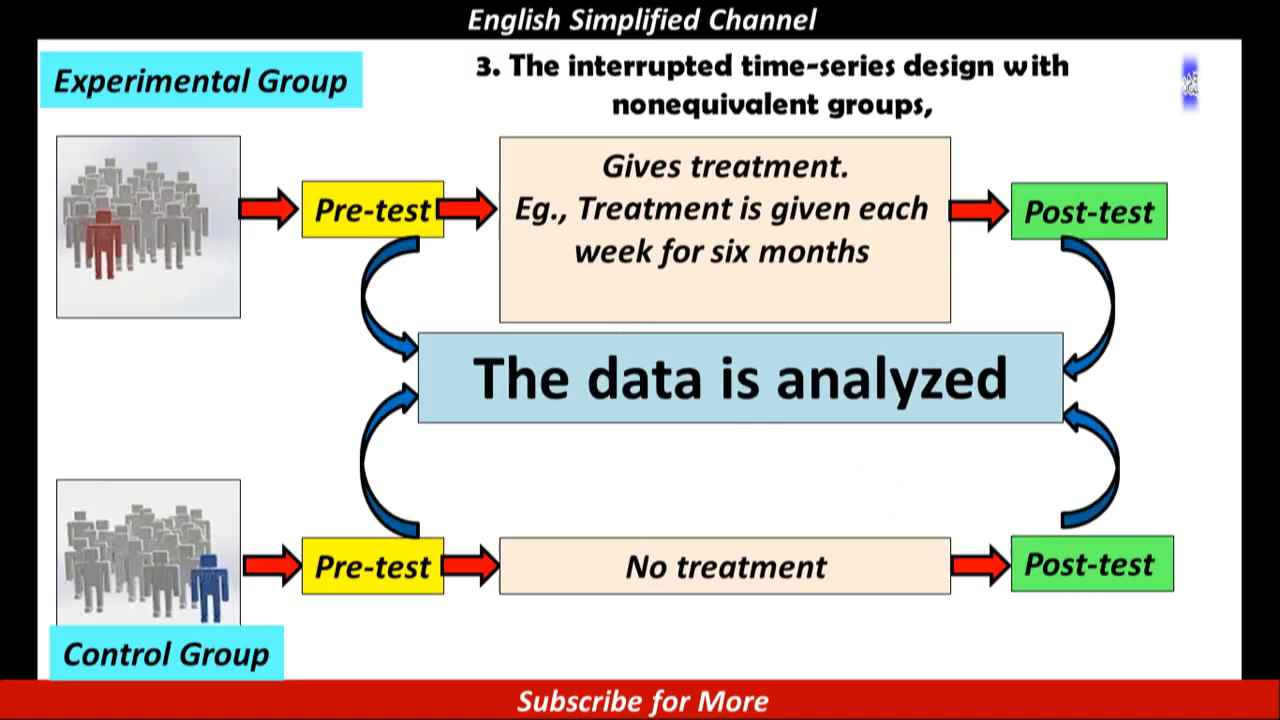 English Simplified Channel
Experimental Group
3. The interrupted time-series design with
nonequivalent groups,
Pre-test
Gives treatment.
Eg., Treatment is given each
week for six months
Post-test
The data is analyzed
Pre-test
No treatment
Post-test
Control Group
Subscribe for More